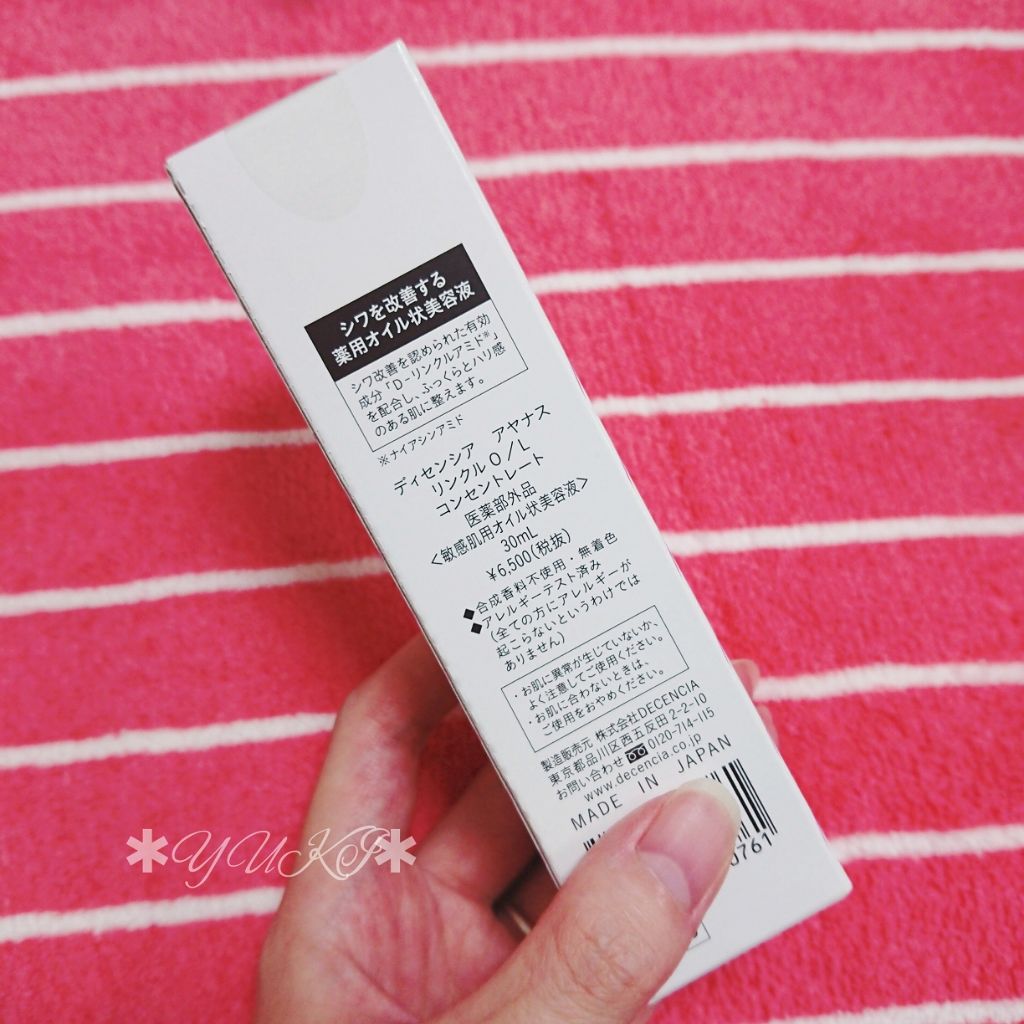 シワを改善する
薬用オイル状美容液
シワ改善を認められた有効
成分「D-リンクルアミド※」
を配合し、ふっくらとハリ感
のある肌に整えます。
※ナイアシンアミド
ディセンシア アヤナス
リンクルO/L
コンセントレート
医薬部外品
<敏感肌用オイル状美容液>
30mL
¥6,500(税抜)
◆合成香料不使用・無着色
◆アレルギーテスト済み
(全ての方にアレルギーが
起こらないというわけでは
ありません)
・お肌に異常が生じていないか、
よく注意してご使用ください。
・お肌に合わないときは、
ご使用をおやめください。
製造販売元 株式会社DECENCIA
東京都品川区西五反田2-2-10
お問い合わせ 0120-714-115
www.decencia.co.jp
MADE IN JAPAN
0761
*YUKI*